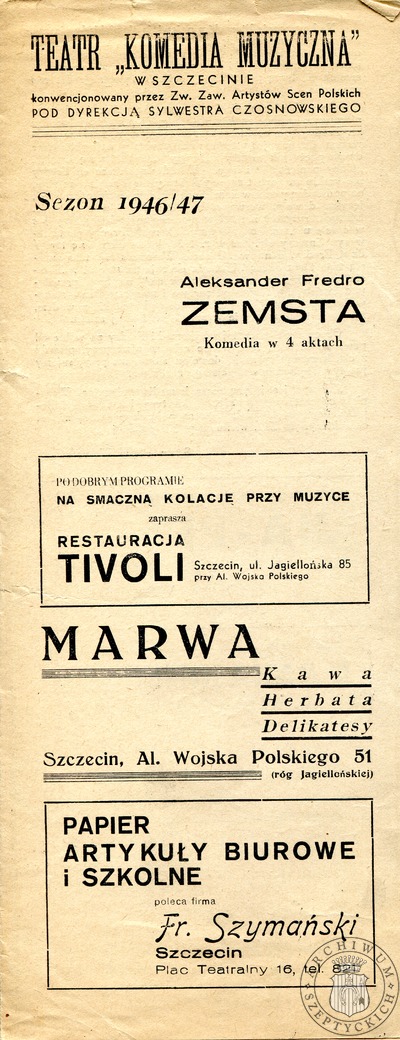 TEATR „KOMEDIA MUZYCZNA”
W SZCZECINIE
konwencjonowany przez Zw. Zaw. Artystów Scen Polskich
POD DYREKCJĄ SYLWESTRA CZOSNOWSKIEGO
Sezon 1946/47
Aleksander Fredro
ZEMSTA
Komedia w 4 aktach
PO DOBRYM PROGRAMIE
NA SMACZNĄ KOLACJĘ PRZY MUZYCE
zaprasza
RESTAURACJA
TIVOLI Szczecin, ul. Jagiellońska 85
przy Al. Wojska Polskiego
MARWA
Kawa
Herbata
Delikatesy
Szczecin, Al. Wojska Polskiego 51
(róg Jagiellońskiej)
PAPIER
ARTYKUŁY BIUROWE
i SZKOLNE
poleca firma
Fr. Szymański
Szczecin
Plac Teatralny 16, tel. 821
ARCHIWUM
SZEPTYCKICH